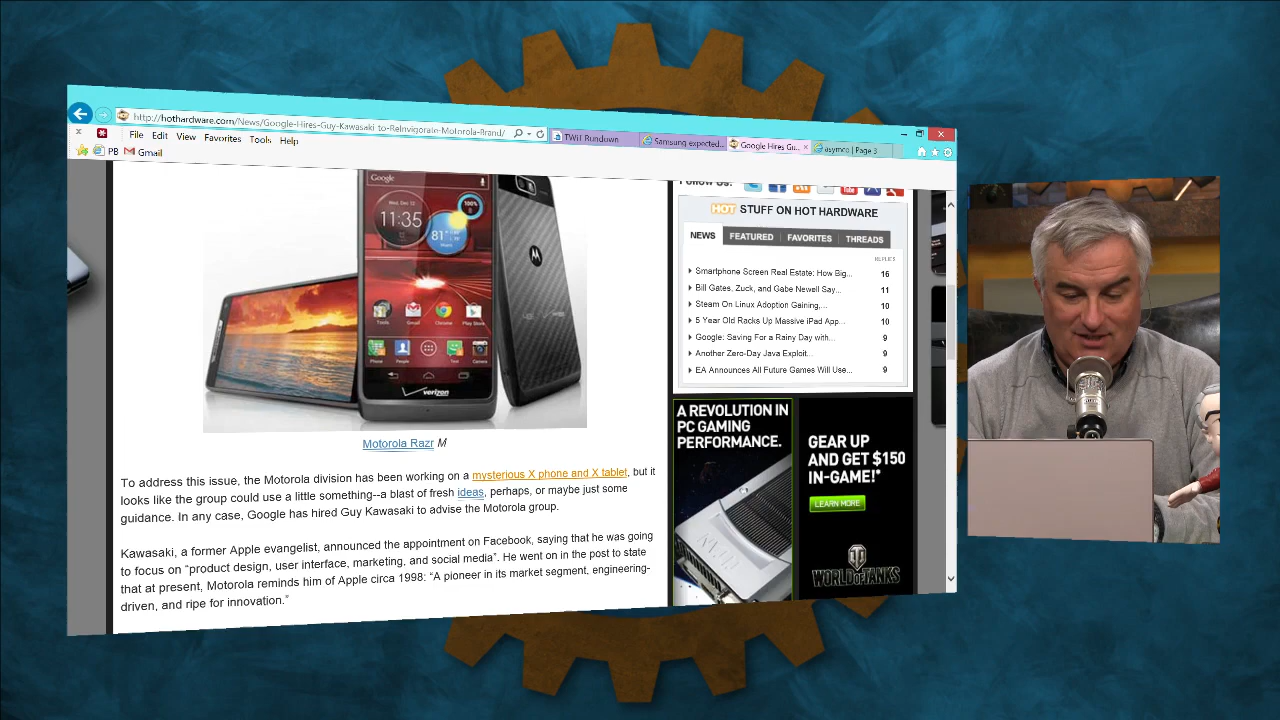 http://hothardware.com/News/Google-Hires-Guy-Kawasaki-to-ReInvigorate-Motorola-Brand/
TWiT Rundown
Samsung expected...
Google Hires Gu...
asymco | Page 3
File Edit View Favorites Tools Help
PB Gmail
Google
11:35
100%
81°
Gmail Chrome Play Store
Phone People Text Camera
verizon
Motorola Razr M
To address this issue, the Motorola division has been working on a mysterious X phone and X tablet, but it
looks like the group could use a little something--a blast of fresh ideas, perhaps, or maybe just some
guidance. In any case, Google has hired Guy Kawasaki to advise the Motorola group.
Kawasaki, a former Apple evangelist, announced the appointment on Facebook, saying that he was going
to focus on "product design, user interface, marketing, and social media". He went on in the post to state
that at present, Motorola reminds him of Apple circa 1998: "A pioneer in its market segment, engineering-
driven, and ripe for innovation."
Follow Us:
HOT STUFF ON HOT HARDWARE
NEWS FEATURED FAVORITES THREADS
REPLIES
Smartphone Screen Real Estate: How Big... 16
Bill Gates, Zuck, and Gabe Newell Say... 11
Steam On Linux Adoption Gaining,... 10
5 Year Old Racks Up Massive iPad App... 10
Google: Saving For a Rainy Day with... 9
Another Zero-Day Java Exploit... 9
EA Announces All Future Games Will Use... 9
A REVOLUTION IN
PC GAMING
PERFORMANCE.
GEAR UP
AND GET $150
IN-GAME!*
LEARN MORE
WORLD OF TANKS